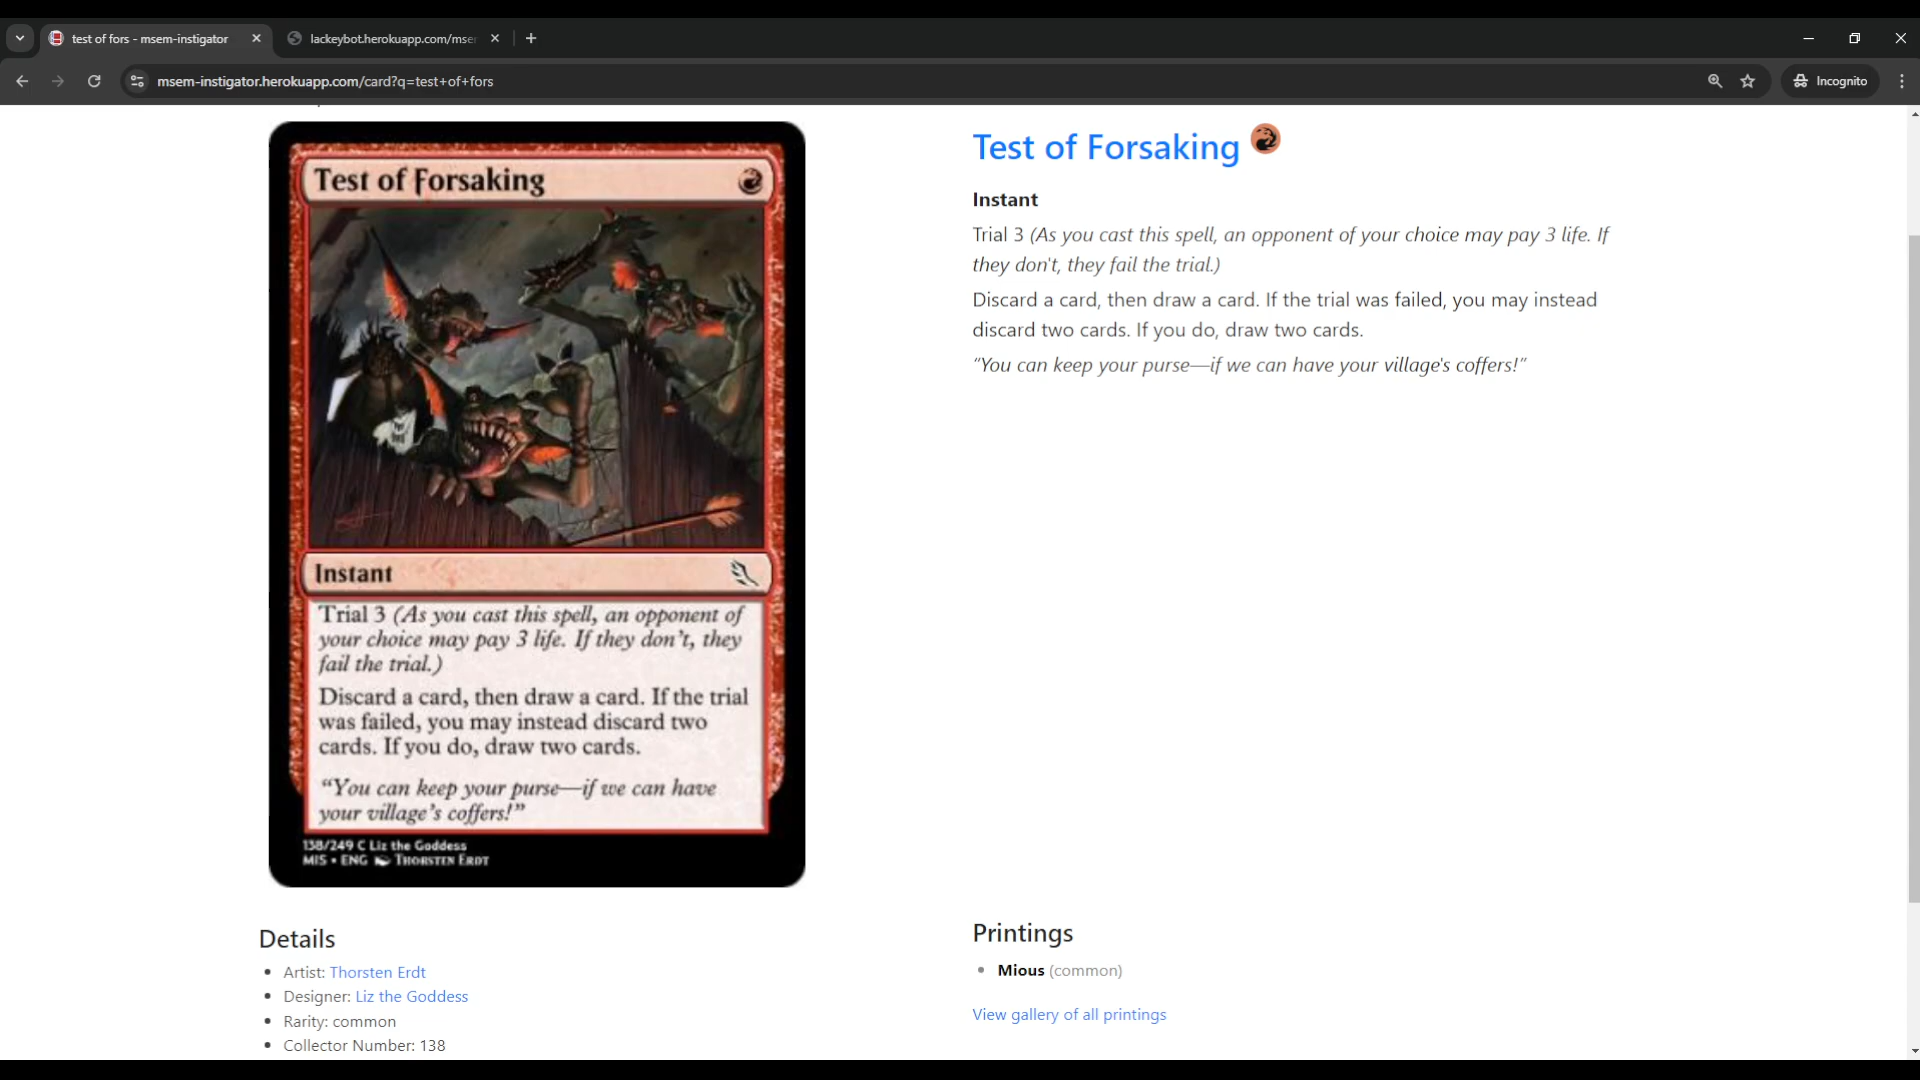 test of fors - msem-instigator
lackeybot.herokuapp.com/mse
msem-instigator.herokuapp.com/card?q=test+of+fors
Incognito
Test of Forsaking
Instant
Trial 3 (As you cast this spell, an opponent of
your choice may pay 3 life. If they don't, they
fail the trial.)
Discard a card, then draw a card. If the trial
was failed, you may instead discard two
cards. If you do, draw two cards.
“You can keep your purse—if we can have
your village's coffers!”
138/249 C Liz the Goddess
MIS • ENG Thorsten Erdt
Test of Forsaking
Instant
Trial 3 (As you cast this spell, an opponent of your choice may pay 3 life. If
they don't, they fail the trial.)
Discard a card, then draw a card. If the trial was failed, you may instead
discard two cards. If you do, draw two cards.
“You can keep your purse—if we can have your village's coffers!”
Details
Artist: Thorsten Erdt
Designer: Liz the Goddess
Rarity: common
Collector Number: 138
Printings
Mious (common)
View gallery of all printings